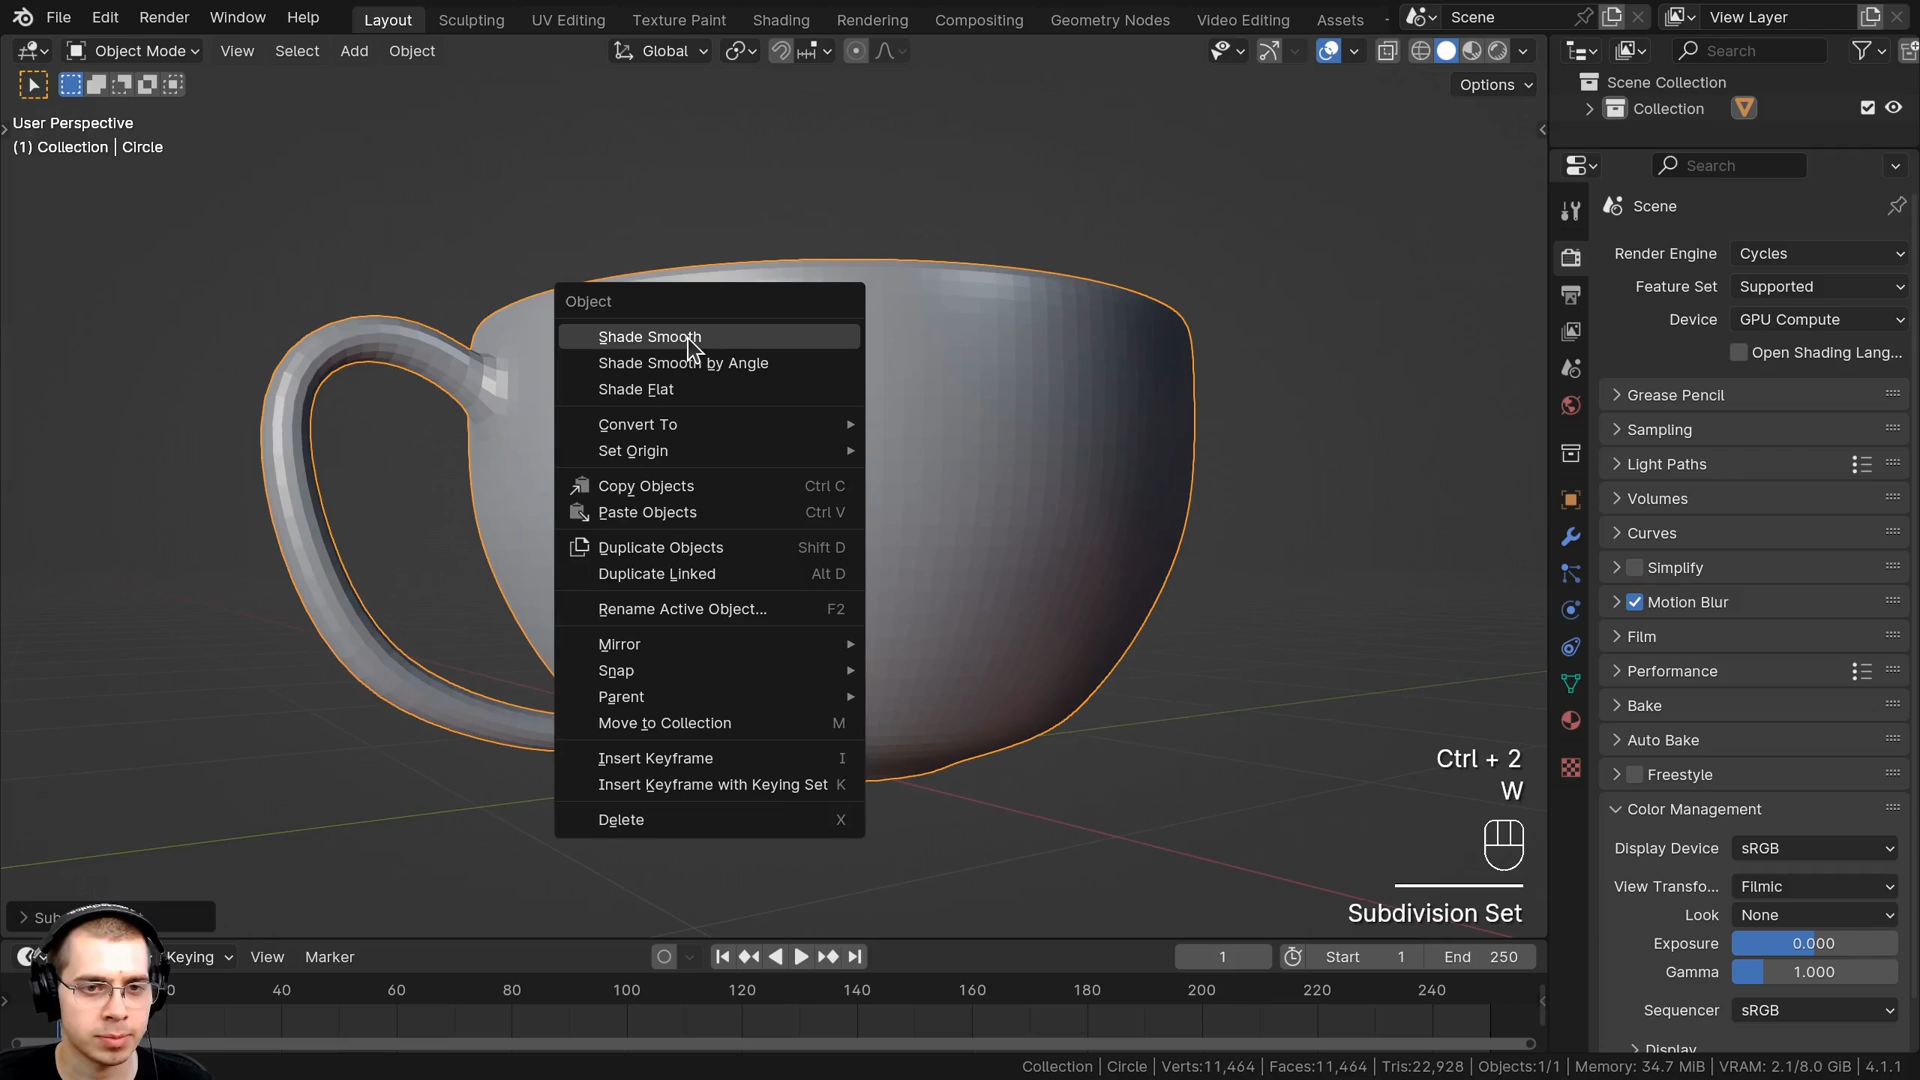 File Edit Render Window Help Layout Sculpting UV Editing Texture Paint Shading Rendering Compositing Geometry Nodes Video Editing Assets Scene View Layer
Object Mode View Select Add Object Global Search
Options
User Perspective
(1) Collection | Circle
Scene Collection
Collection
Search
Scene
Render Engine Cycles
Feature Set Supported
Device GPU Compute
Open Shading Lang...
Grease Pencil
Sampling
Light Paths
Volumes
Curves
Simplify
Motion Blur
Film
Performance
Bake
Auto Bake
Freestyle
Color Management
Display Device sRGB
View Transfo... Filmic
Look None
Exposure 0.000
Gamma 1.000
Sequencer sRGB
Display
Object
Shade Smooth
Shade Smooth by Angle
Shade Flat
Convert To
Set Origin
Copy Objects Ctrl C
Paste Objects Ctrl V
Duplicate Objects Shift D
Duplicate Linked Alt D
Rename Active Object... F2
Mirror
Snap
Parent
Move to Collection M
Insert Keyframe I
Insert Keyframe with Keying Set K
Delete X
Ctrl + 2
W
Subdivision Set
Keying View Marker 1 Start 1 End 250
40 60 80 100 120 140 160 180 200 220 240
Collection | Circle | Verts:11,464 | Faces:11,464 | Tris:22,928 | Objects:1/1 | Memory: 34.7 MiB | VRAM: 2.1/8.0 GiB | 4.1.1